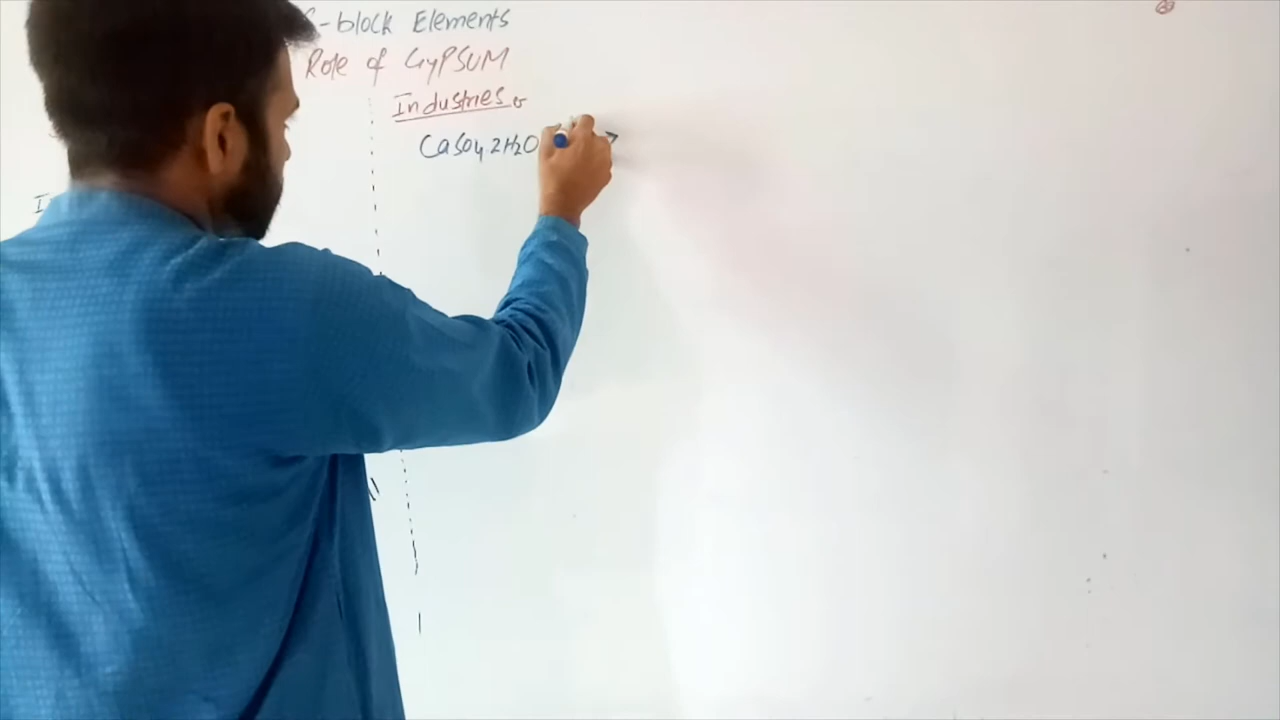 S-block Elements
Role of GYPSUM
Industries
CaSO4 2H2O →